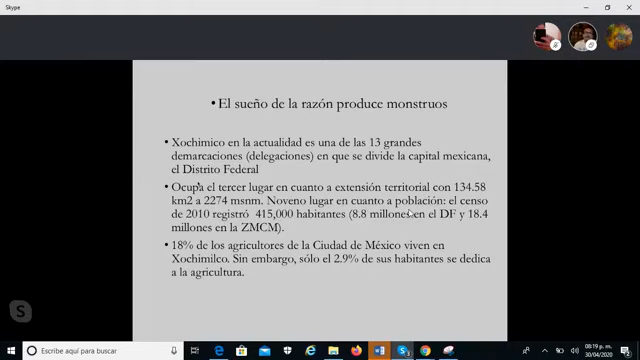 Skype
• El sueño de la razón produce monstruos
• Xochimico en la actualidad es una de las 13 grandes
demarcaciones (delegaciones) en que se divide la capital mexicana,
el Distrito Federal
• Ocupa el tercer lugar en cuanto a extensión territorial con 134.58
km2 a 2274 msnm. Noveno lugar en cuanto a población: el censo
de 2010 registró 415,000 habitantes (8.8 millones en el DF y 18.4
millones en la ZMCM).
• 18% de los agricultores de la Ciudad de México viven en
Xochimilco. Sin embargo, sólo el 2.9% de sus habitantes se dedica
a la agricultura.
Escribe aquí para buscar
08:19 p. m.
30/04/2020